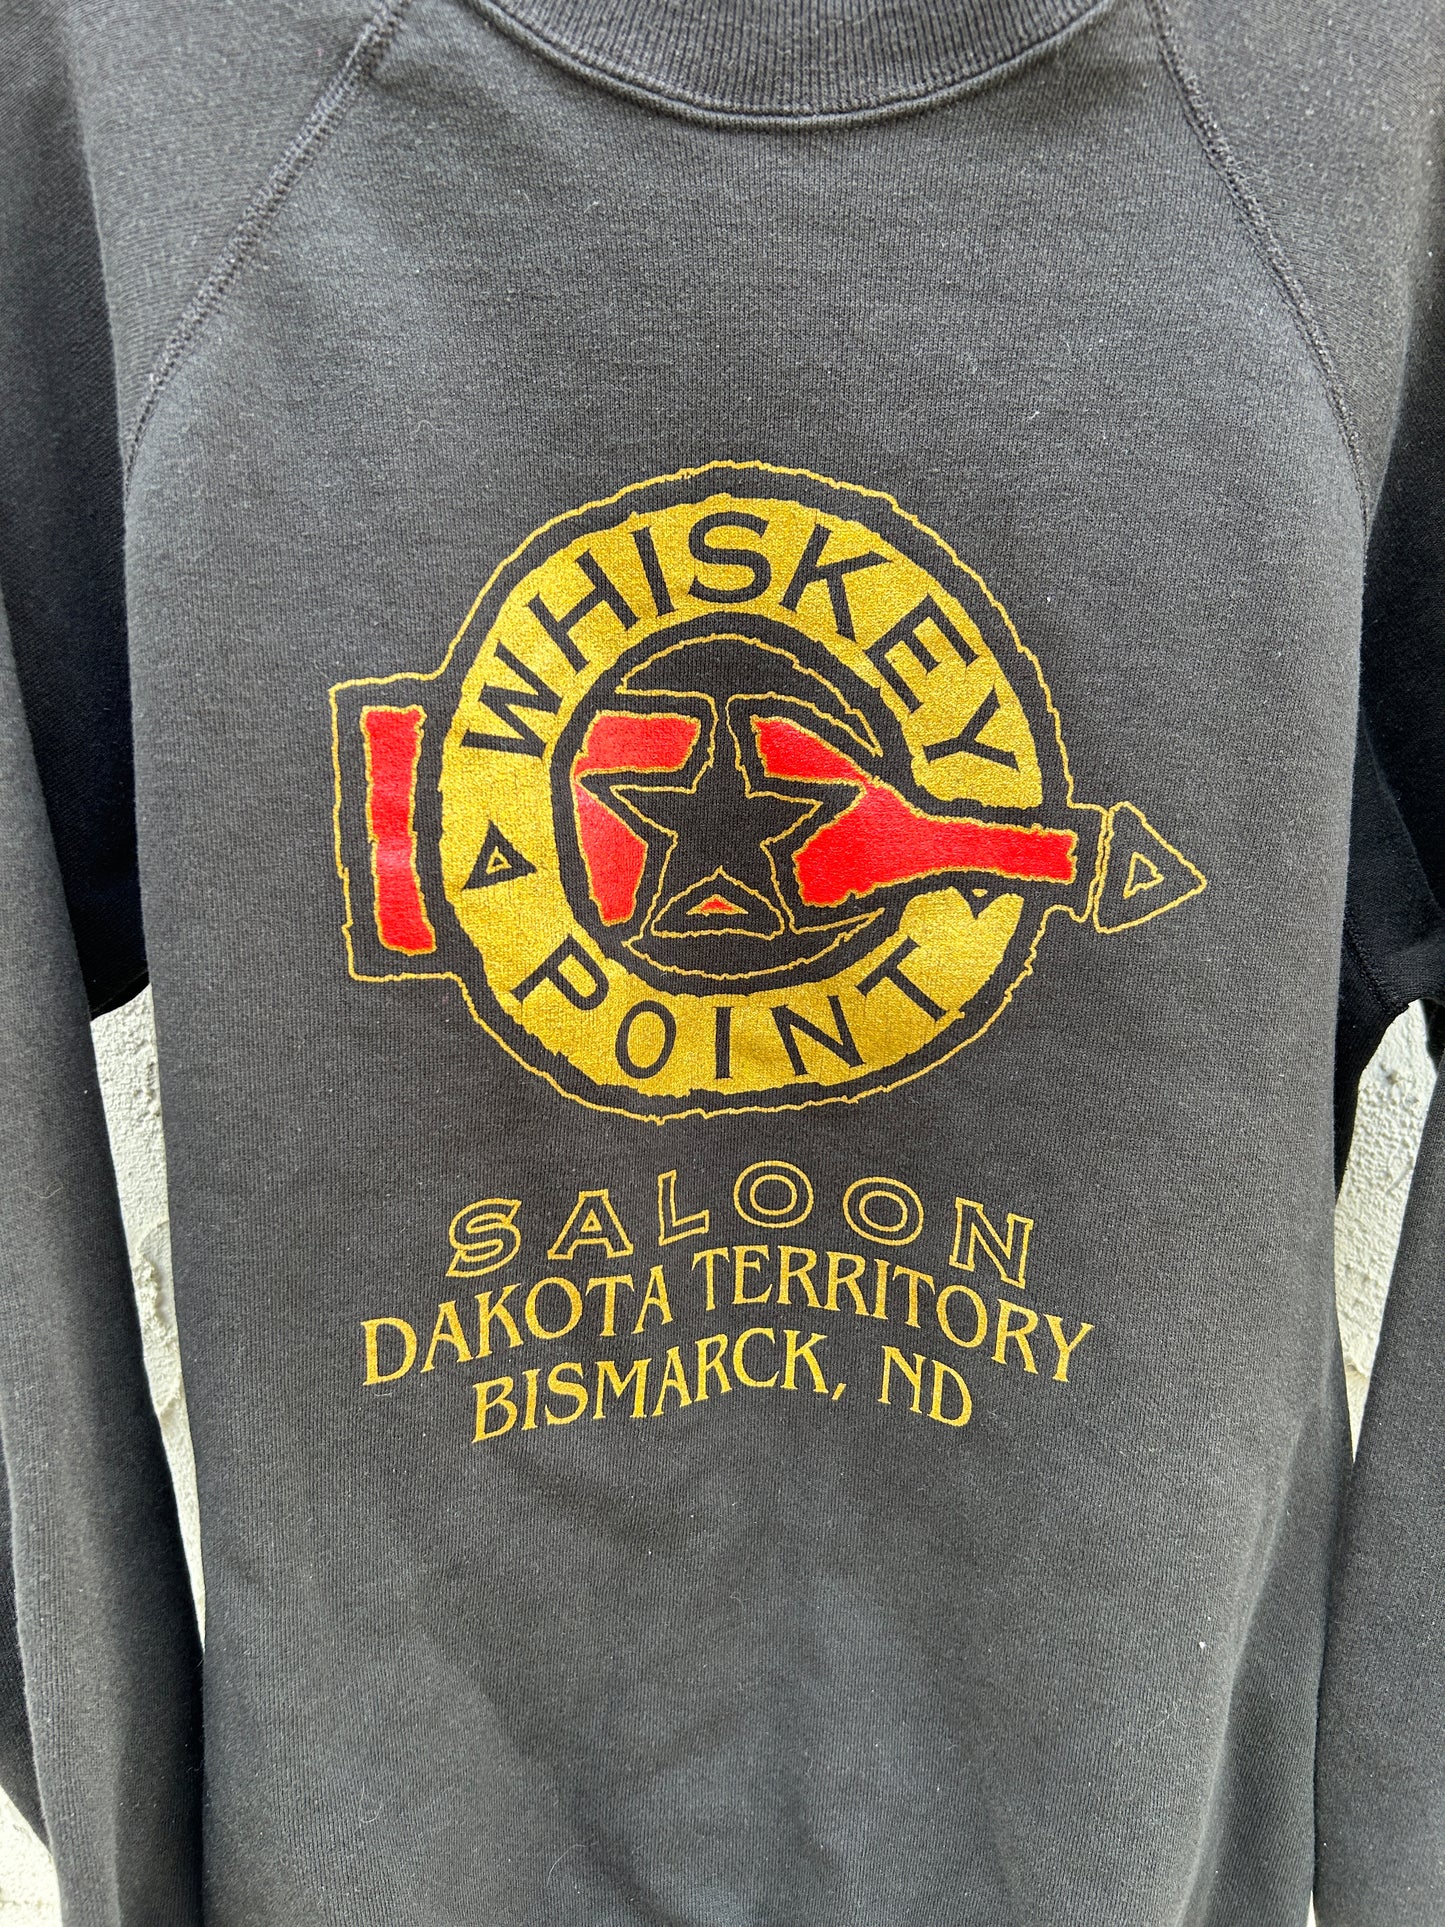 WHISKEY
POINT
SALOON
DAKOTA TERRITORY
BISMARCK, ND